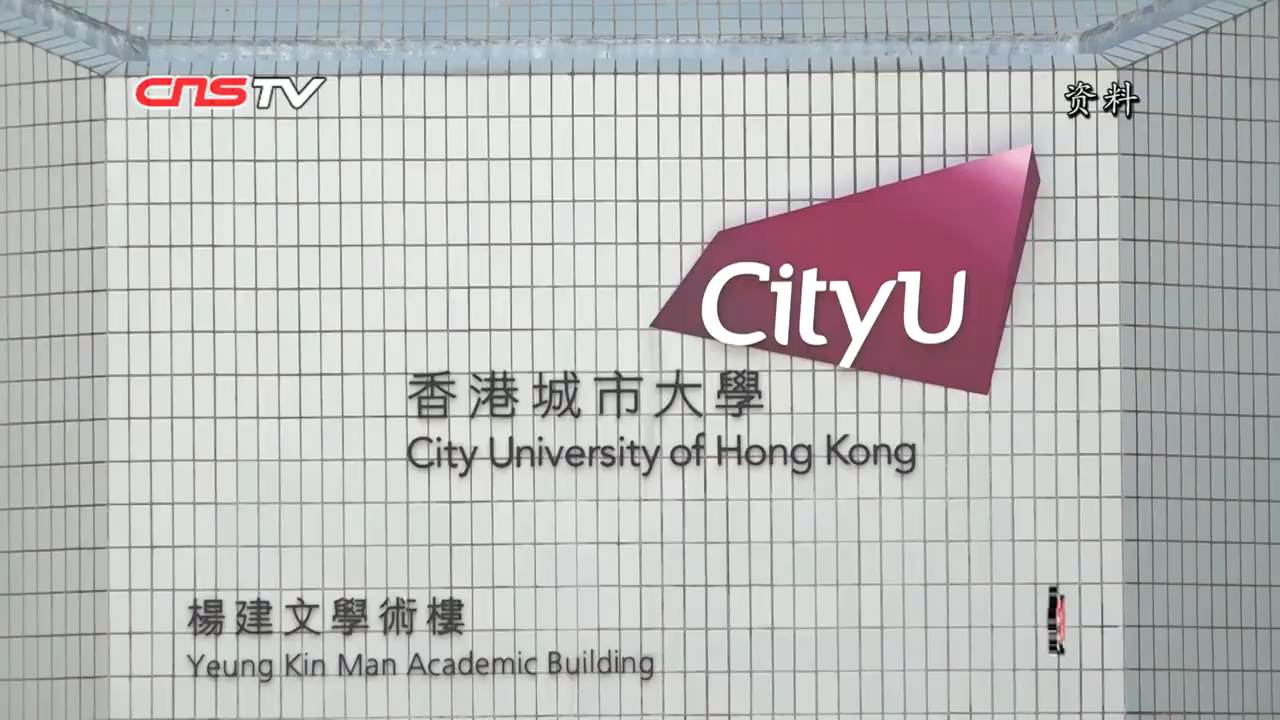 CNSTV
资料
CityU
香港城市大學
City University of Hong Kong
楊建文學術樓
Yeung Kin Man Academic Building